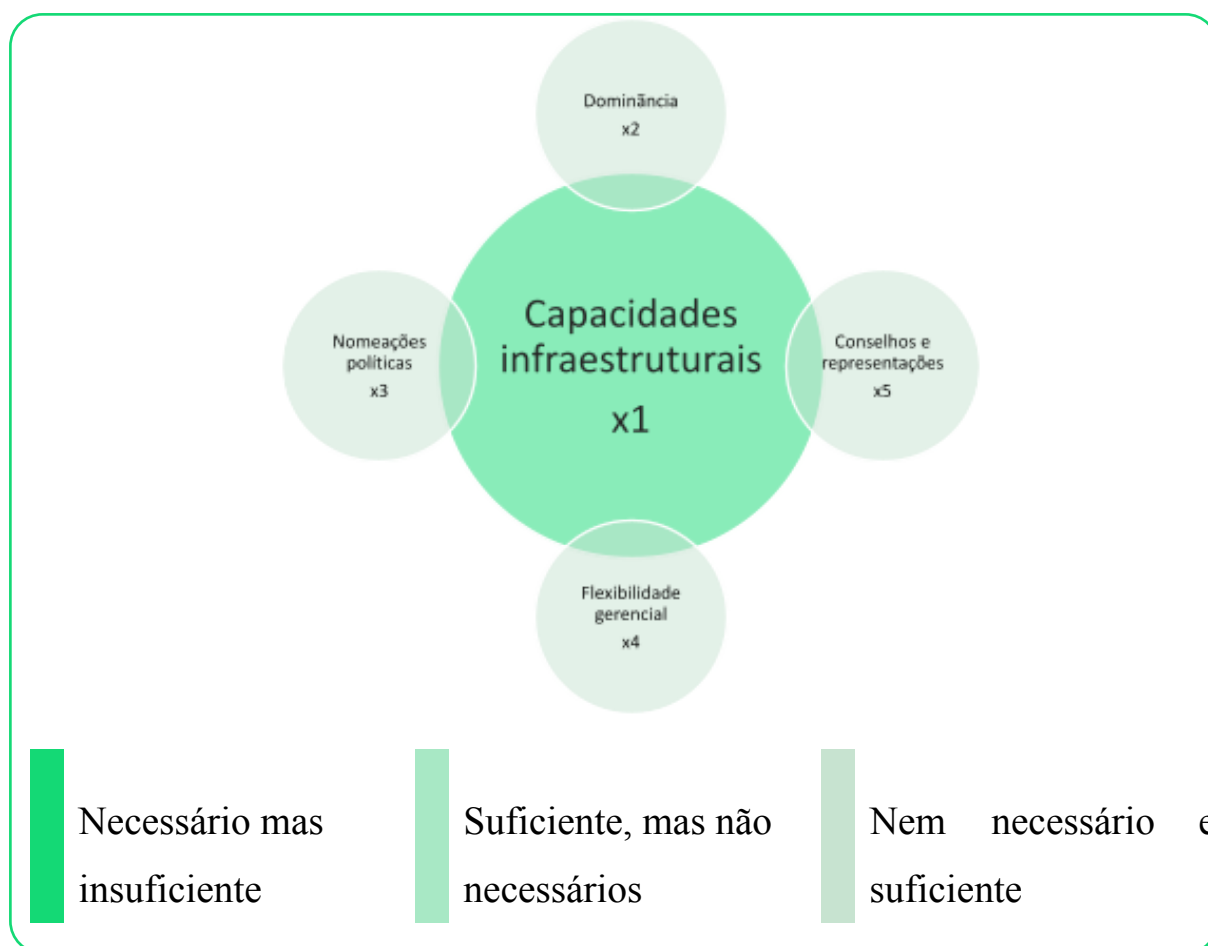 Dominância
x2
Capacidades
infraestruturais
x1
Nomeações
políticas
x3
Conselhos e
representações
x5
Flexibilidade
gerencial
x4
Necessário mas
insuficiente
Suficiente, mas não
necessários
Nem necessário e
suficiente